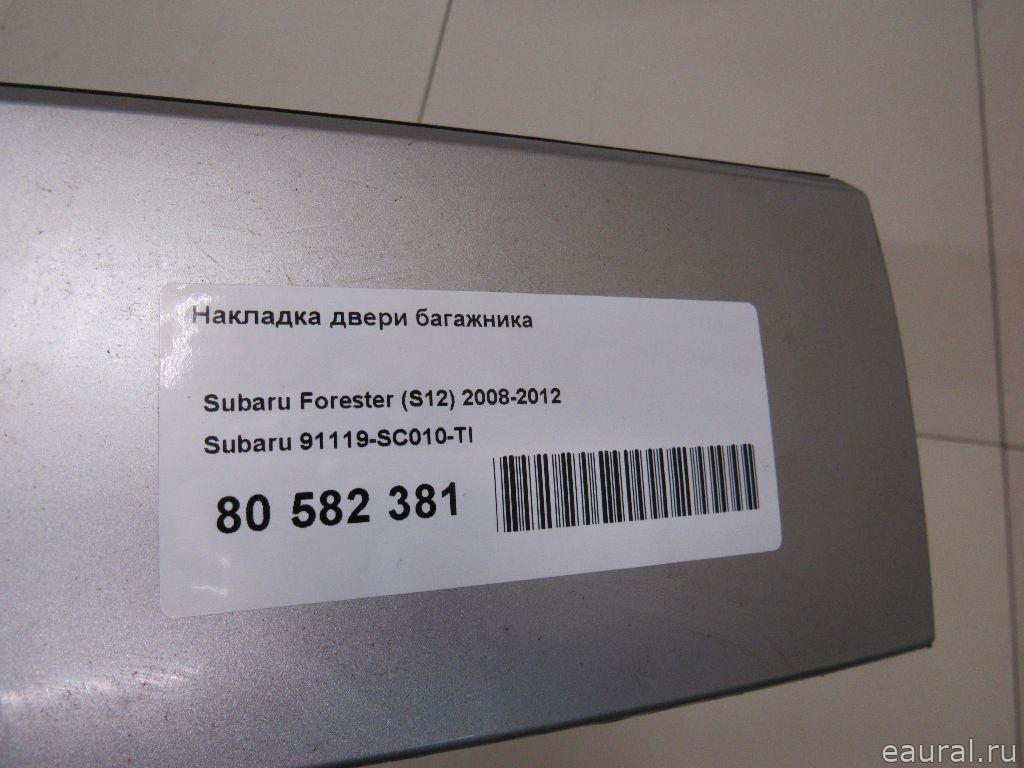 Накладка двери багажника
Subaru Forester (S12) 2008-2012
Subaru 91119-SC010-TI
80 582 381
eaural.ru